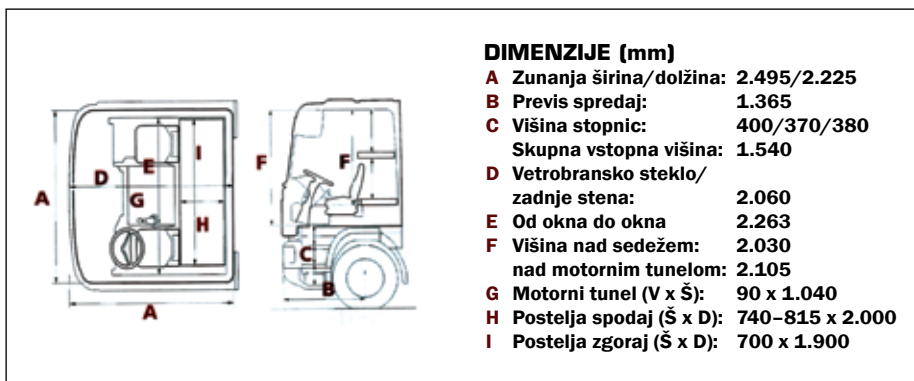 DIMENZIJE (mm)
A Zunanja širina/dolžina: 2.495/2.225
B Previs spredaj: 1.365
C Višina stopnic: 400/370/380
Skupna vstopna višina: 1.540
D Vetrobransko steklo/
zadnje stena: 2.060
E Od okna do okna 2.263
F Višina nad sedežem: 2.030
nad motornim tunelom: 2.105
G Motorni tunel (V x Š): 90 x 1.040
H Postelja spodaj (Š x D): 740–815 x 2.000
I Postelja zgoraj (Š x D): 700 x 1.900
A
D
E
I
G
H
A
F
F
C
B